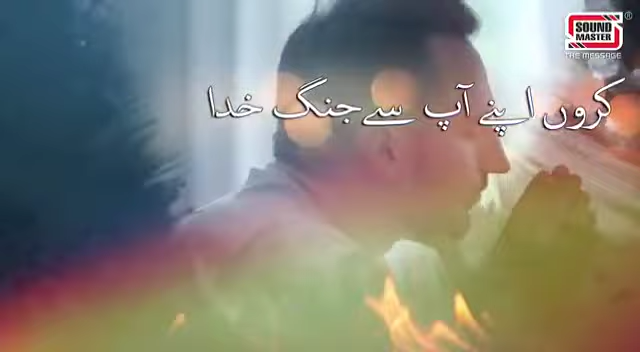 SOUND
MASTER
THE MESSAGE
کروں اپنے آپ سے جنگ خدا